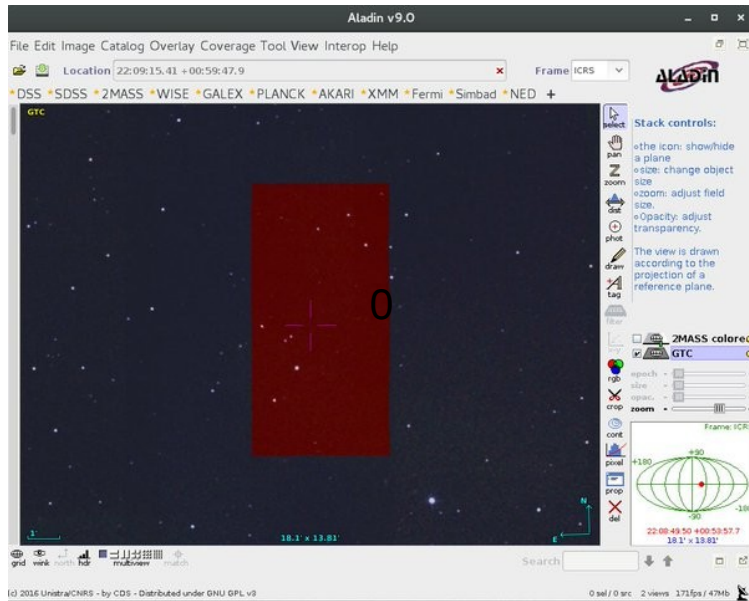 Aladin v9.0
File Edit Image Catalog Overlay Coverage Tool View Interop Help
Location 22:09:15.41 +00:59:47.9
Frame ICRS
ALADIN
DSS SDSS 2MASS WISE GALEX PLANCK AKARI XMM Fermi Simbad NED +
GTC
0
1'
18.1' x 13.81'
N
E
select
pan
zoom
dist
phot
draw
tag
filter
x-y
rgb
crop
cont
pixel
prop
del
Stack controls:
the icon: show/hide
a plane
size: change object
size
zoom: adjust field
size.
Opacity: adjust
transparency.
The view is drawn
according to the
projection of a
reference plane.
2MASS colored
GTC
epoch
size
opac.
zoom
Frame: ICR
+90
+180
-180
-90
22:08:49.50 +00:53:57.7
18.1' x 13.81'
grid wink north hdr multiview match
Search
(c) 2016 Unistra/CNRS - by CDS - Distributed under GNU GPL v3
0 sel / 0 src 2 views 171fps / 47Mb